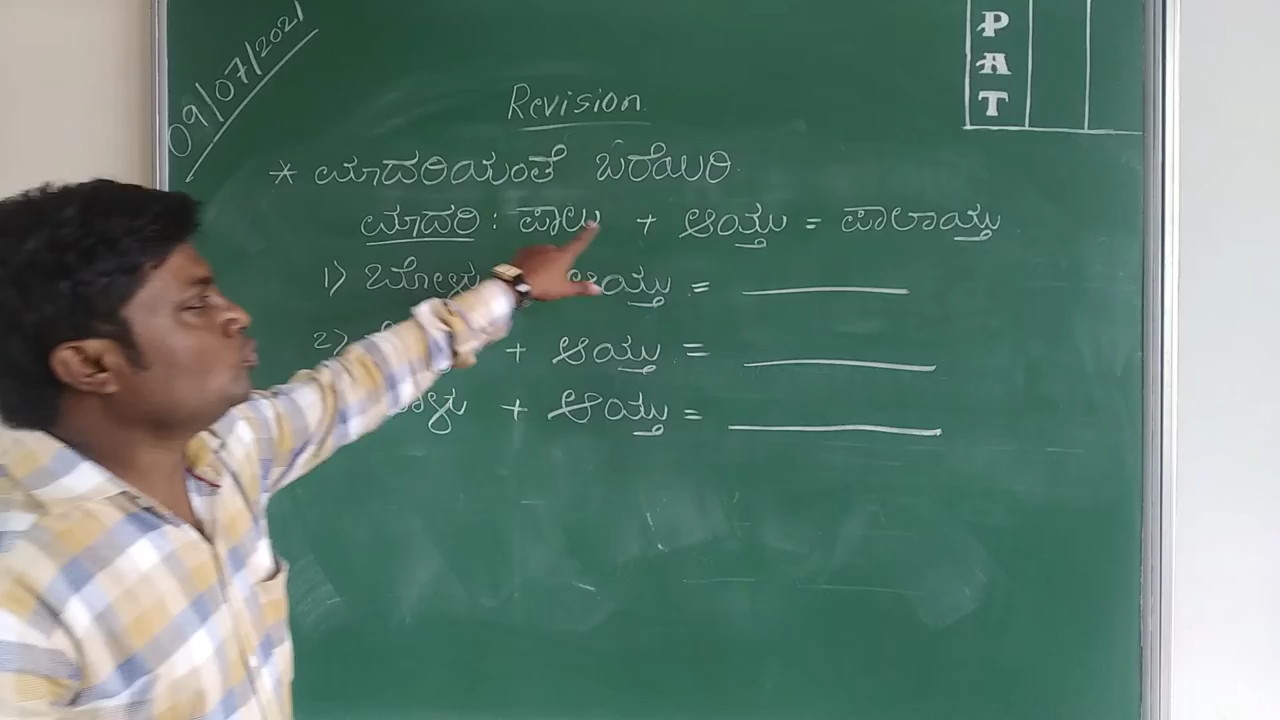 09/07/2021
P
A
T
Revision
* ಮಾದರಿಯಂತೆ ಬರೆಯಿರಿ.
ಮಾದರಿ : ಪಾಲು + ಆಯ್ತು = ಪಾಲಾಯ್ತು
1) ಆಯ್ತು =
2) + ಆಯ್ತು =
+ ಆಯ್ತು =